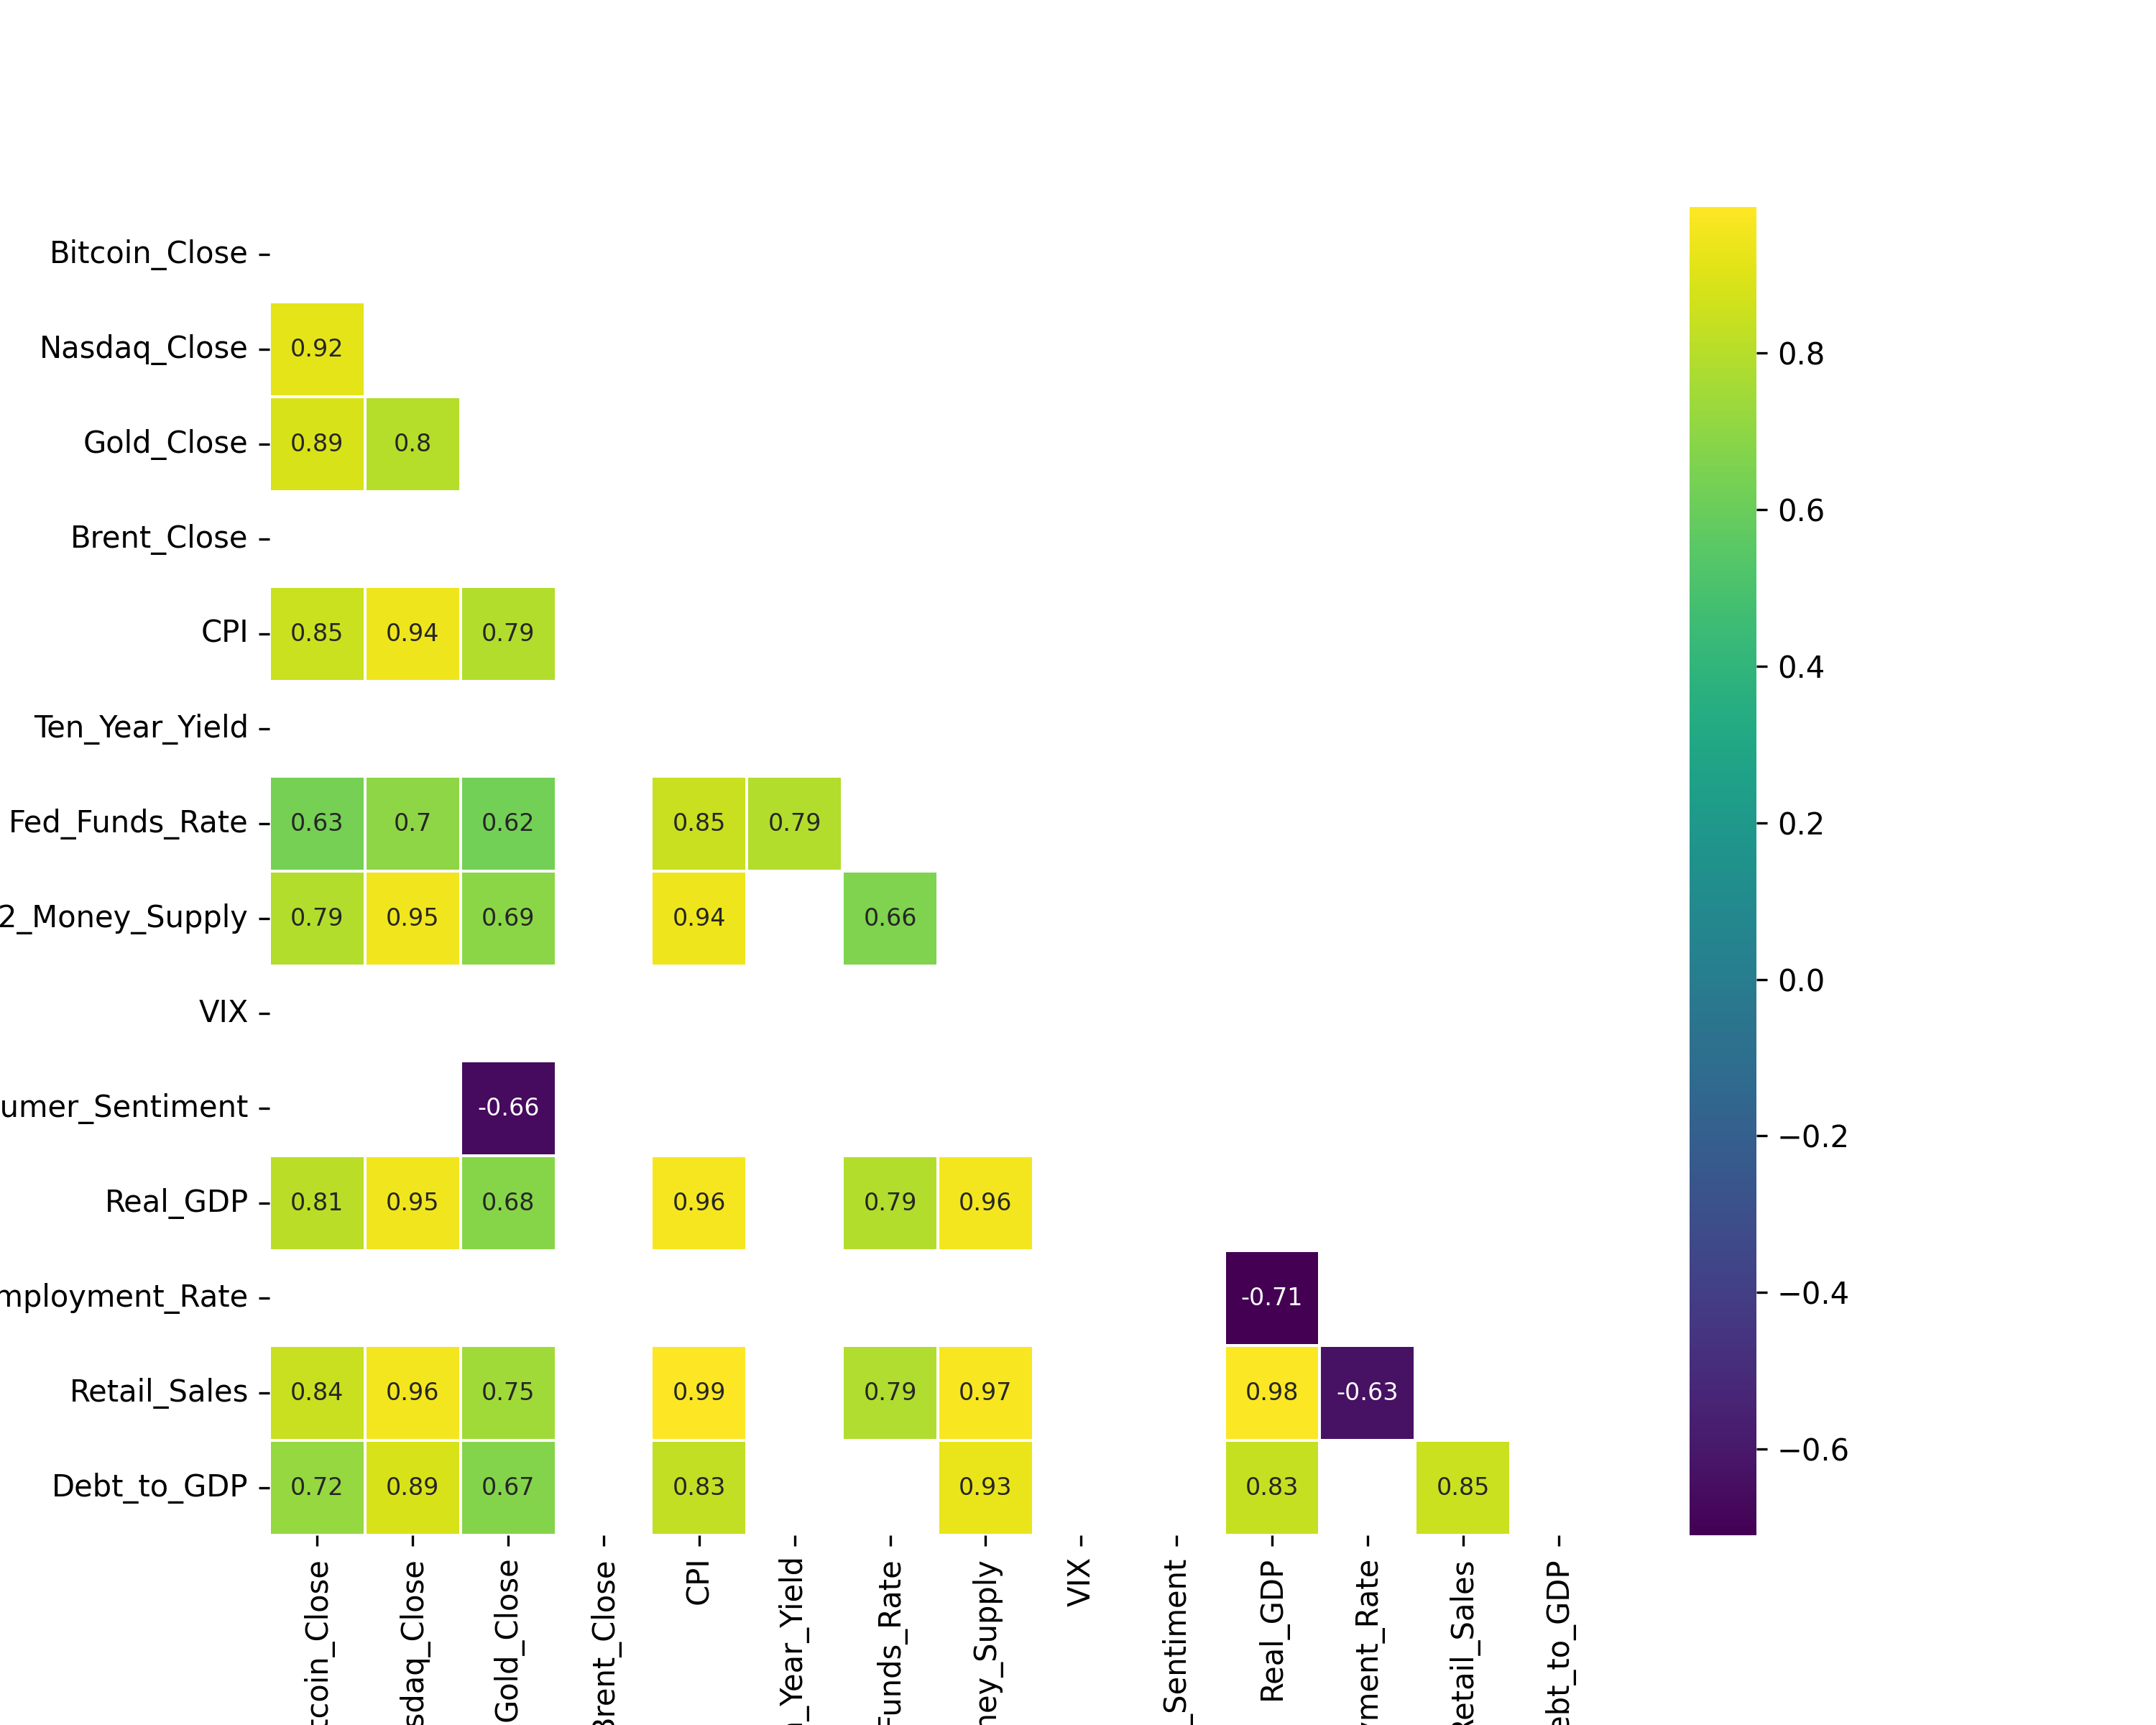 Bitcoin_Close
Nasdaq_Close 0.92
Gold_Close 0.89 0.8
Brent_Close
CPI 0.85 0.94 0.79
Ten_Year_Yield
Fed_Funds_Rate 0.63 0.7 0.62 0.85 0.79
2_Money_Supply 0.79 0.95 0.69 0.94 0.66
VIX
umer_Sentiment -0.66
Real_GDP 0.81 0.95 0.68 0.96 0.79 0.96
mployment_Rate -0.71
Retail_Sales 0.84 0.96 0.75 0.99 0.79 0.97 0.98 -0.63
Debt_to_GDP 0.72 0.89 0.67 0.83 0.93 0.83 0.85
tcoin_Close
sdaq_Close
Gold_Close
Brent_Close
CPI
_Year_Yield
Funds_Rate
ney_Supply
VIX
_Sentiment
Real_GDP
yment_Rate
Retail_Sales
ebt_to_GDP
0.8
0.6
0.4
0.2
0.0
−0.2
−0.4
−0.6